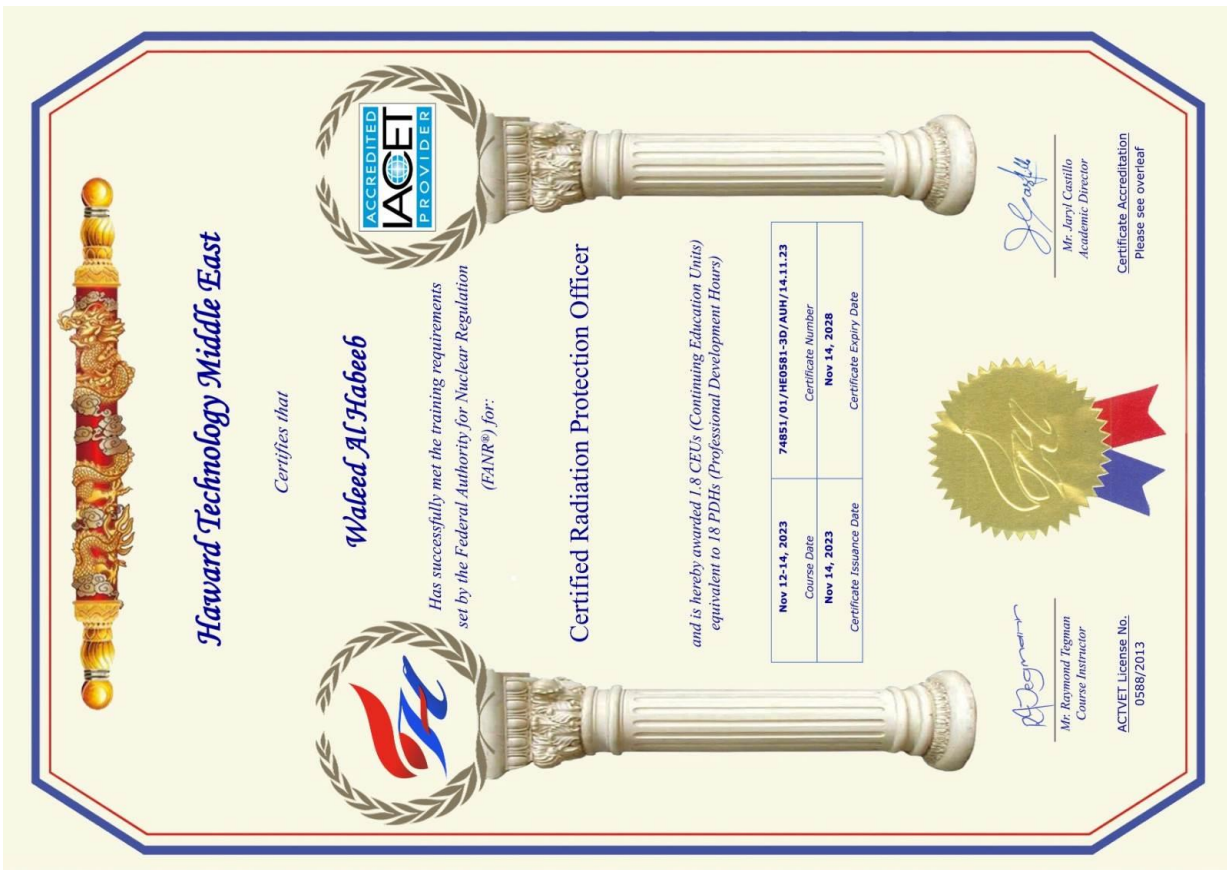 ACCREDITED
IACET
PROVIDER
Haward Technology Middle East
Certifies that
Waleed Al Habeeb
Has successfully met the training requirements
set by the Federal Authority for Nuclear Regulation
(FANR®) for:
Certified Radiation Protection Officer
and is hereby awarded 1.8 CEUs (Continuing Education Units)
equivalent to 18 PDHs (Professional Development Hours)
Nov 12-14, 2023 74851/01/HE0581-3D/AUH/14.11.23
Course Date Certificate Number
Nov 14, 2023 Nov 14, 2028
Certificate Issuance Date Certificate Expiry Date
Mr. Raymond Tegman
Course Instructor
Mr. Jaryl Castillo
Academic Director
ACTVET License No.
0588/2013
Certificate Accreditation
Please see overleaf